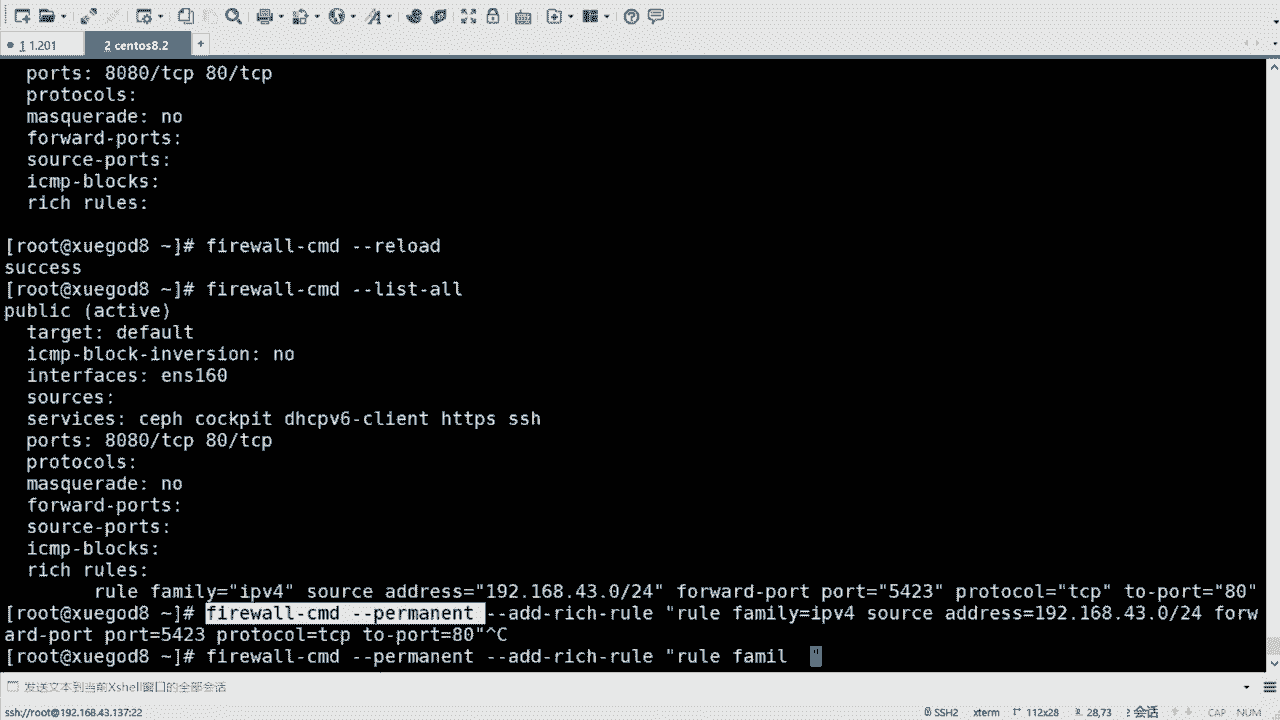 1 1.201
2 centos8.2
+
ports: 8080/tcp 80/tcp
protocols:
masquerade: no
forward-ports:
source-ports:
icmp-blocks:
rich rules:
[root@xuegod8 ~]# firewall-cmd --reload
success
[root@xuegod8 ~]# firewall-cmd --list-all
public (active)
target: default
icmp-block-inversion: no
interfaces: ens160
sources:
services: ceph cockpit dhcpv6-client https ssh
ports: 8080/tcp 80/tcp
protocols:
masquerade: no
forward-ports:
source-ports:
icmp-blocks:
rich rules:
rule family="ipv4" source address="192.168.43.0/24" forward-port port="5423" protocol="tcp" to-port="80"
[root@xuegod8 ~]# firewall-cmd --permanent --add-rich-rule "rule family=ipv4 source address=192.168.43.0/24 forw
ard-port port=5423 protocol=tcp to-port=80"^C
[root@xuegod8 ~]# firewall-cmd --permanent --add-rich-rule "rule famil  "
发送文本到当前Xshell窗口的全部会话
ssh://root@192.168.43.137:22
SSH2 xterm 112x28 28,73 2 会话 CAP NUM